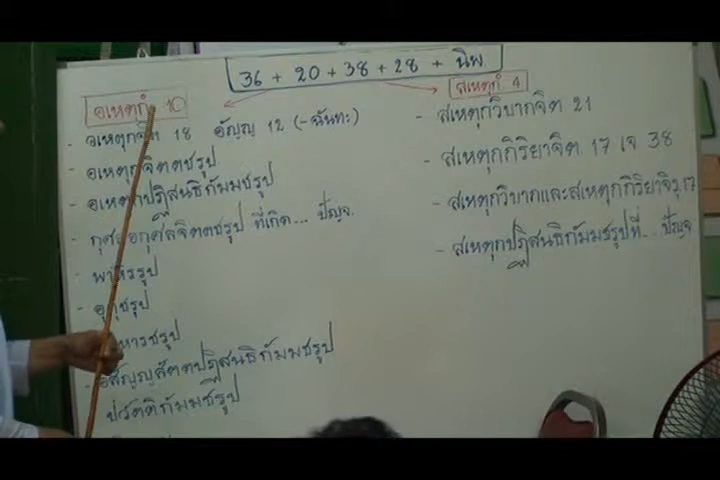 36 + 20 + 38 + 28 + นิพ
อเหตุกํ 10
- อเหตุกจิต 18 อัญญ 12 (-ฉันทะ)
- อเหตุกจิตตชรูป
- อเหตุกปฏิสนธิกัมมชรูป
- กุศลอกุศลจิตตชรูป ที่เกิด... ปัญจ.
- พาหิรรูป
- อุตุชรูป
- อาหารชรูป
- อสัญญสัตตปฏิสนธิกัมมชรูป
ปวัตติกัมมชรูป
สเหตุกํ 4
- สเหตุกวิบากจิต 21
- สเหตุกกิริยาจิต 17 เจ 38
- สเหตุกวิบากและสเหตุกกิริยาจิรุ 17
- สเหตุกปฏิสนธิกัมมชรูปที่... ปัญจ